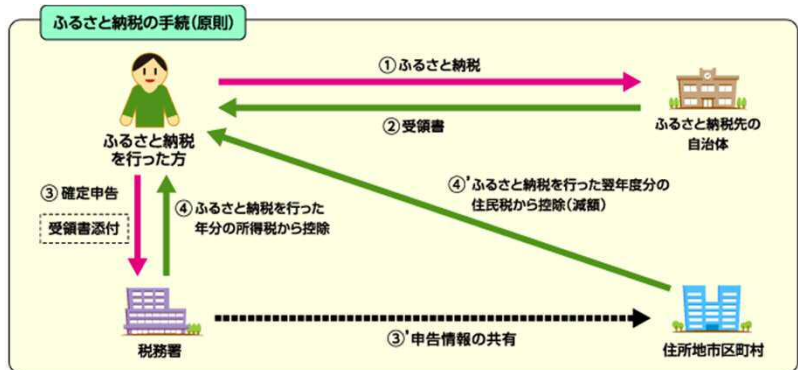 ふるさと納税の手続(原則)
①ふるさと納税
②受領書
ふるさと納税
を行った方
ふるさと納税先の
自治体
③確定申告
受領書添付
④ふるさと納税を行った
年分の所得税から控除
④'ふるさと納税を行った翌年度分の
住民税から控除(減額)
税務署
③'申告情報の共有
住所地市区町村